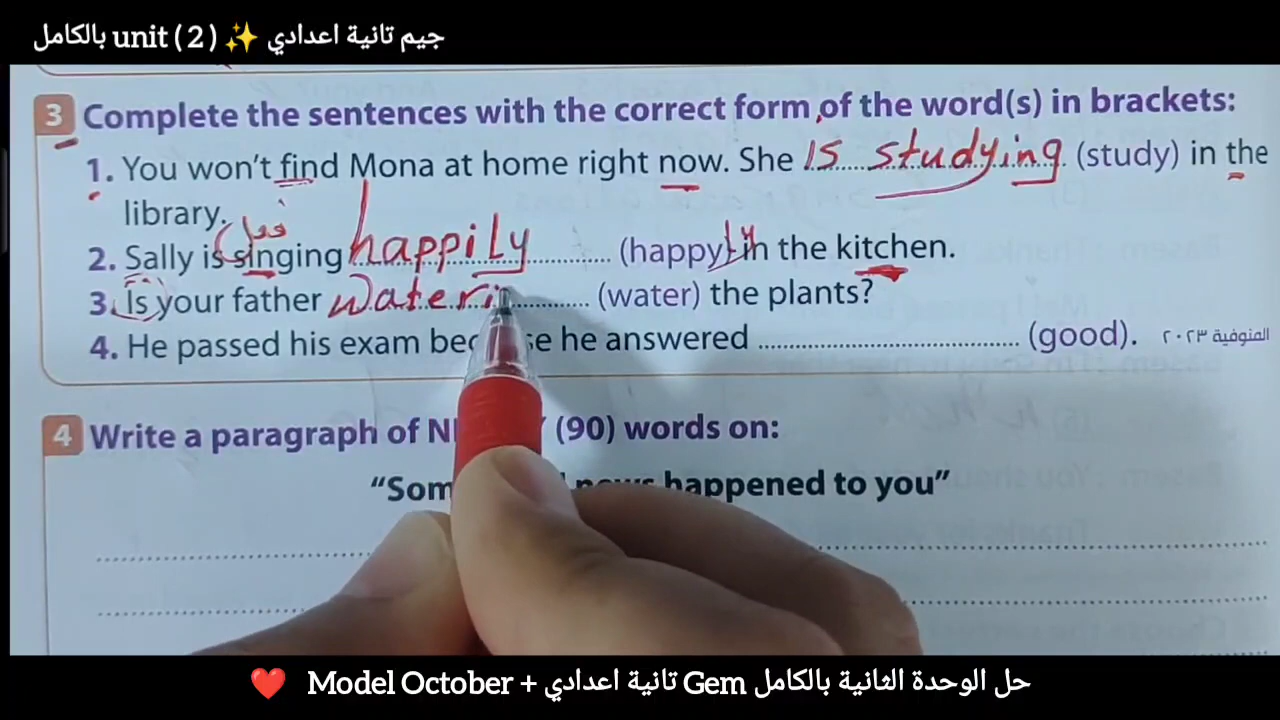 جيم تانية اعدادي ✨ unit ( 2 ) بالكامل
3 Complete the sentences with the correct form of the word(s) in brackets:
1. You won't find Mona at home right now. She is studying (study) in the
library.
فعل
2. Sally is singing happily (happy) ly in the kitchen.
3. Is your father wateri (water) the plants?
4. He passed his exam bec se he answered ........ (good). المنوفية ٢٠٢٣
4 Write a paragraph of (90) words on:
"Som happened to you"
حل الوحدة الثانية بالكامل Gem تانية اعدادي + Model October ❤️